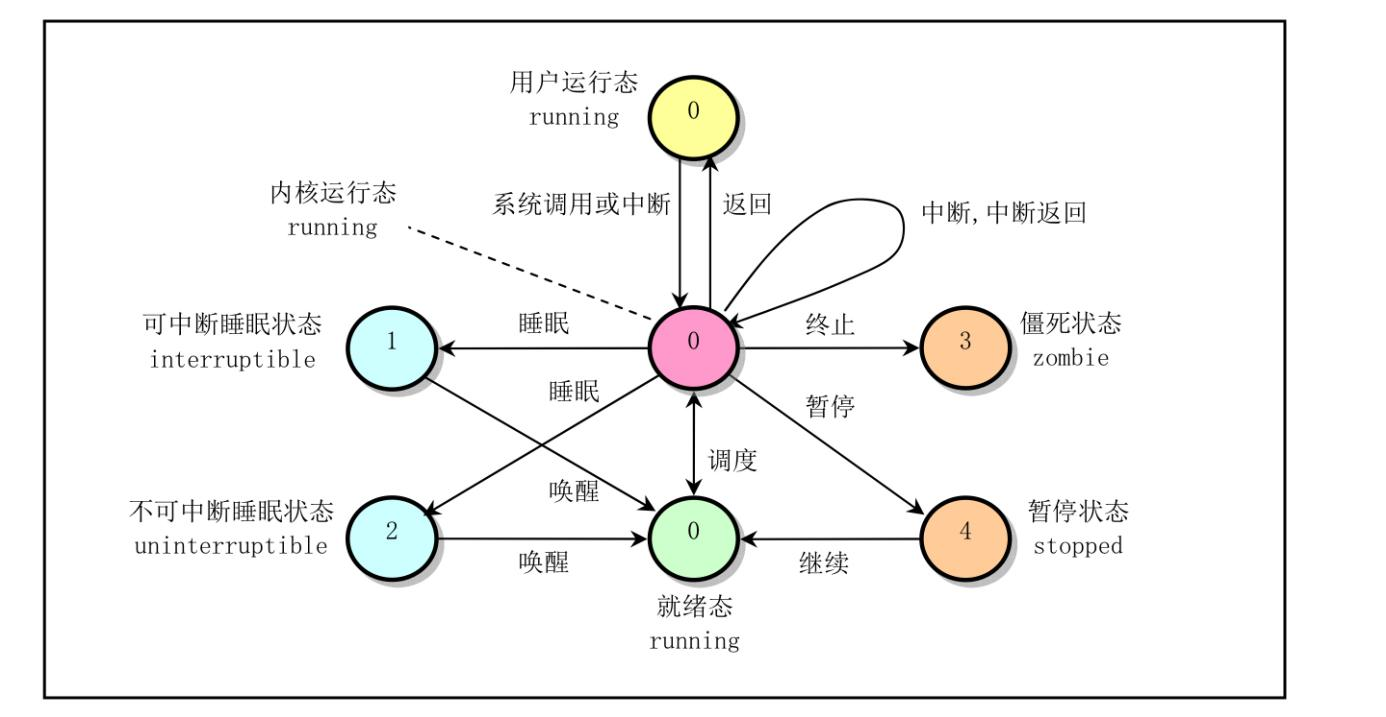 用户运行态
running
0
内核运行态
running
系统调用或中断
返回
中断,中断返回
可中断睡眠状态
interruptible
1
睡眠
0
终止
3
僵死状态
zombie
睡眠
暂停
调度
唤醒
不可中断睡眠状态
uninterruptible
2
唤醒
0
继续
4
暂停状态
stopped
就绪态
running